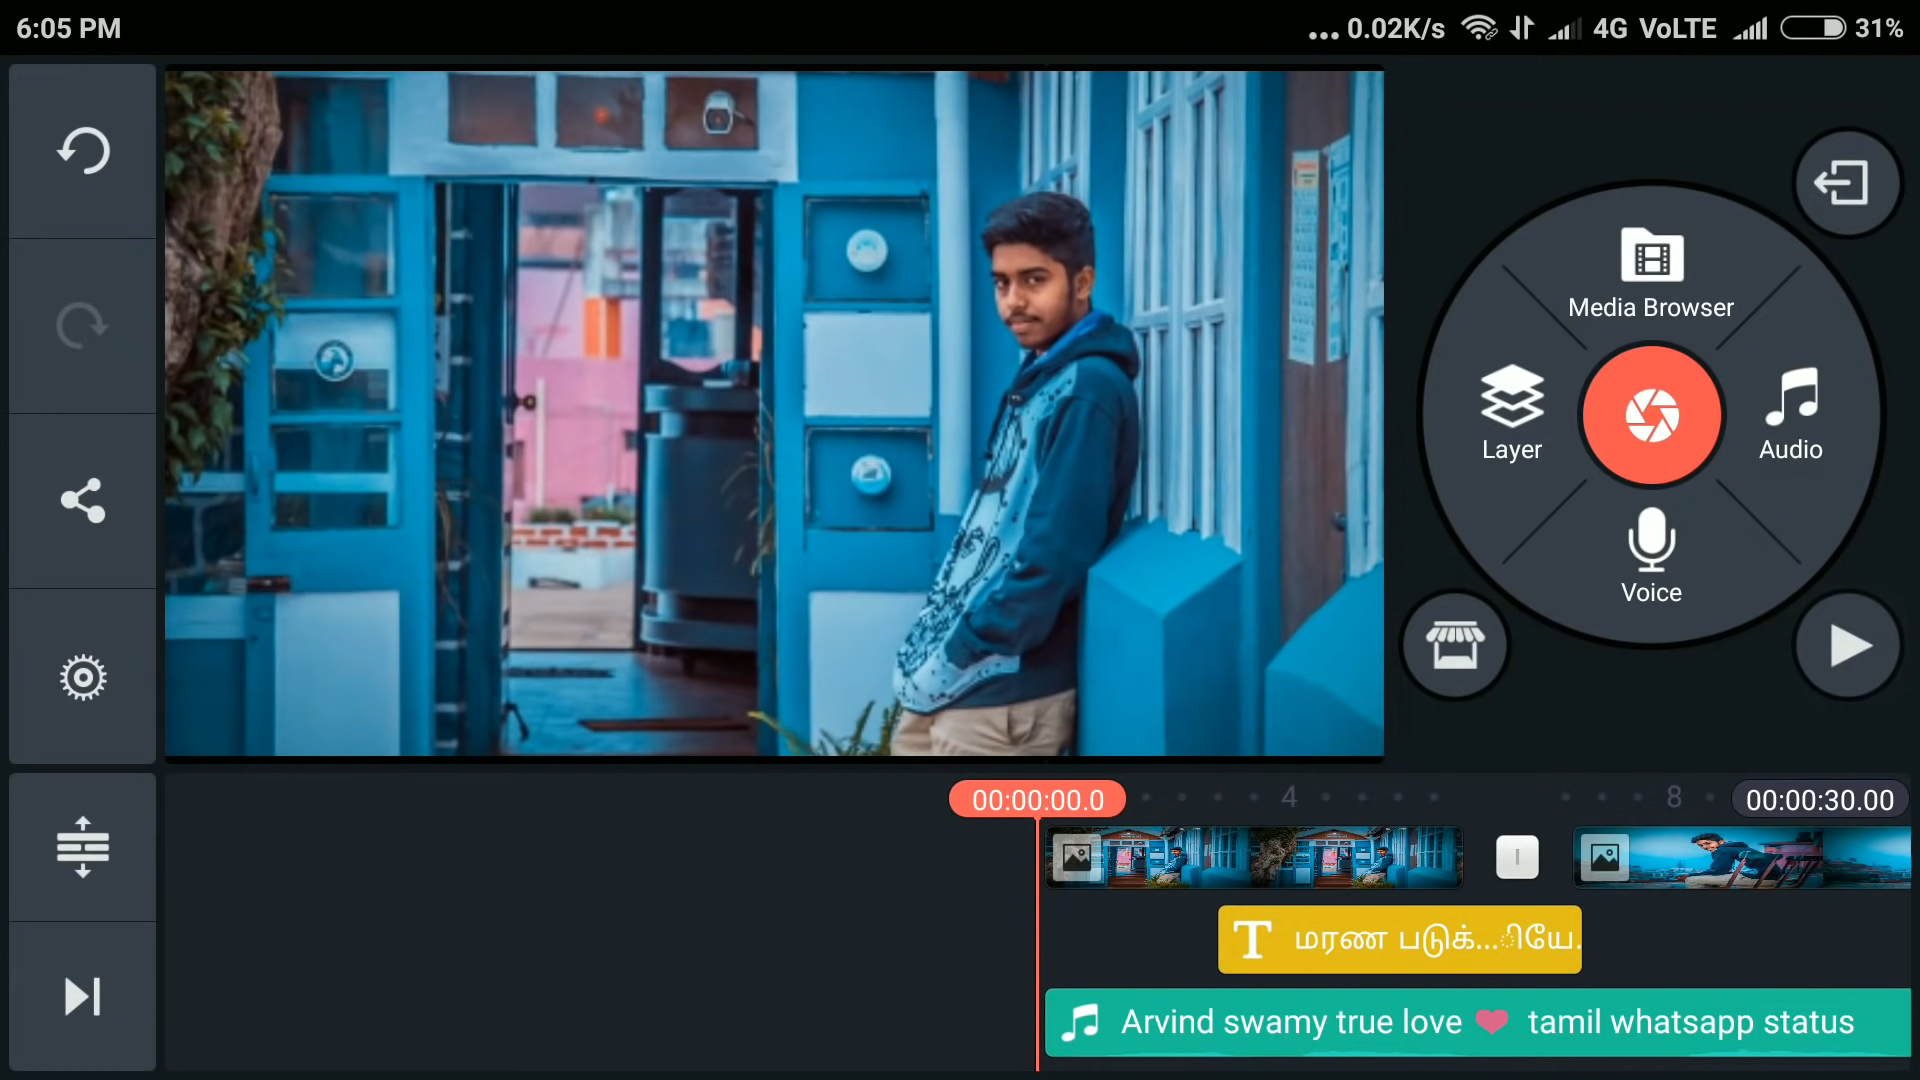 6:05 PM
... 0.02K/s 4G VoLTE 31%
Media Browser
Layer
Audio
Voice
00:00:00.0
4
8
00:00:30.00
T மரண படுக்...ியே.
Arvind swamy true love ❤ tamil whatsapp status